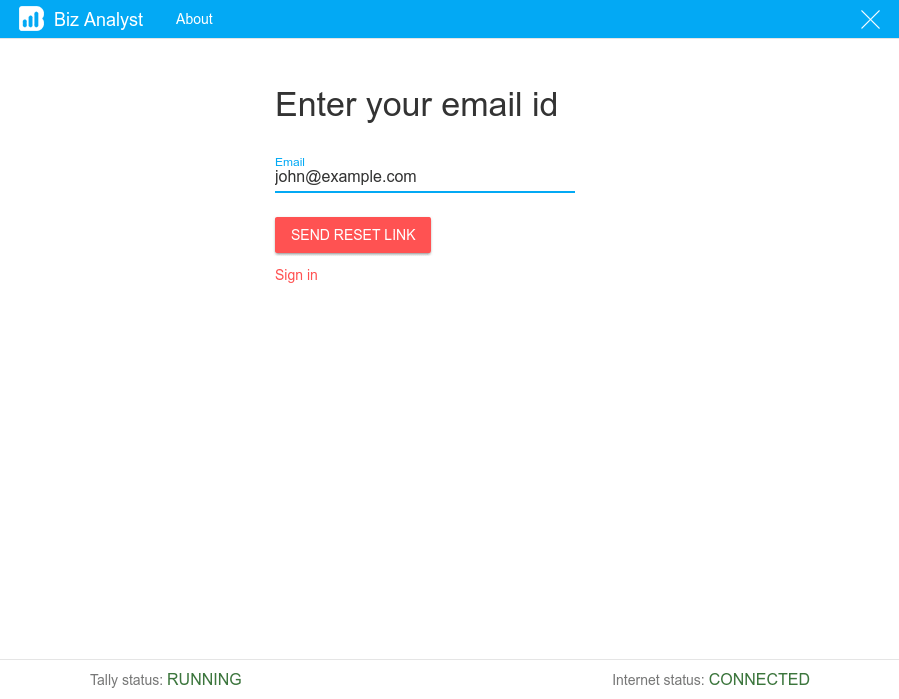 Biz Analyst About
Enter your email id
Email
john@example.com
SEND RESET LINK
Sign in
Tally status: RUNNING Internet status: CONNECTED